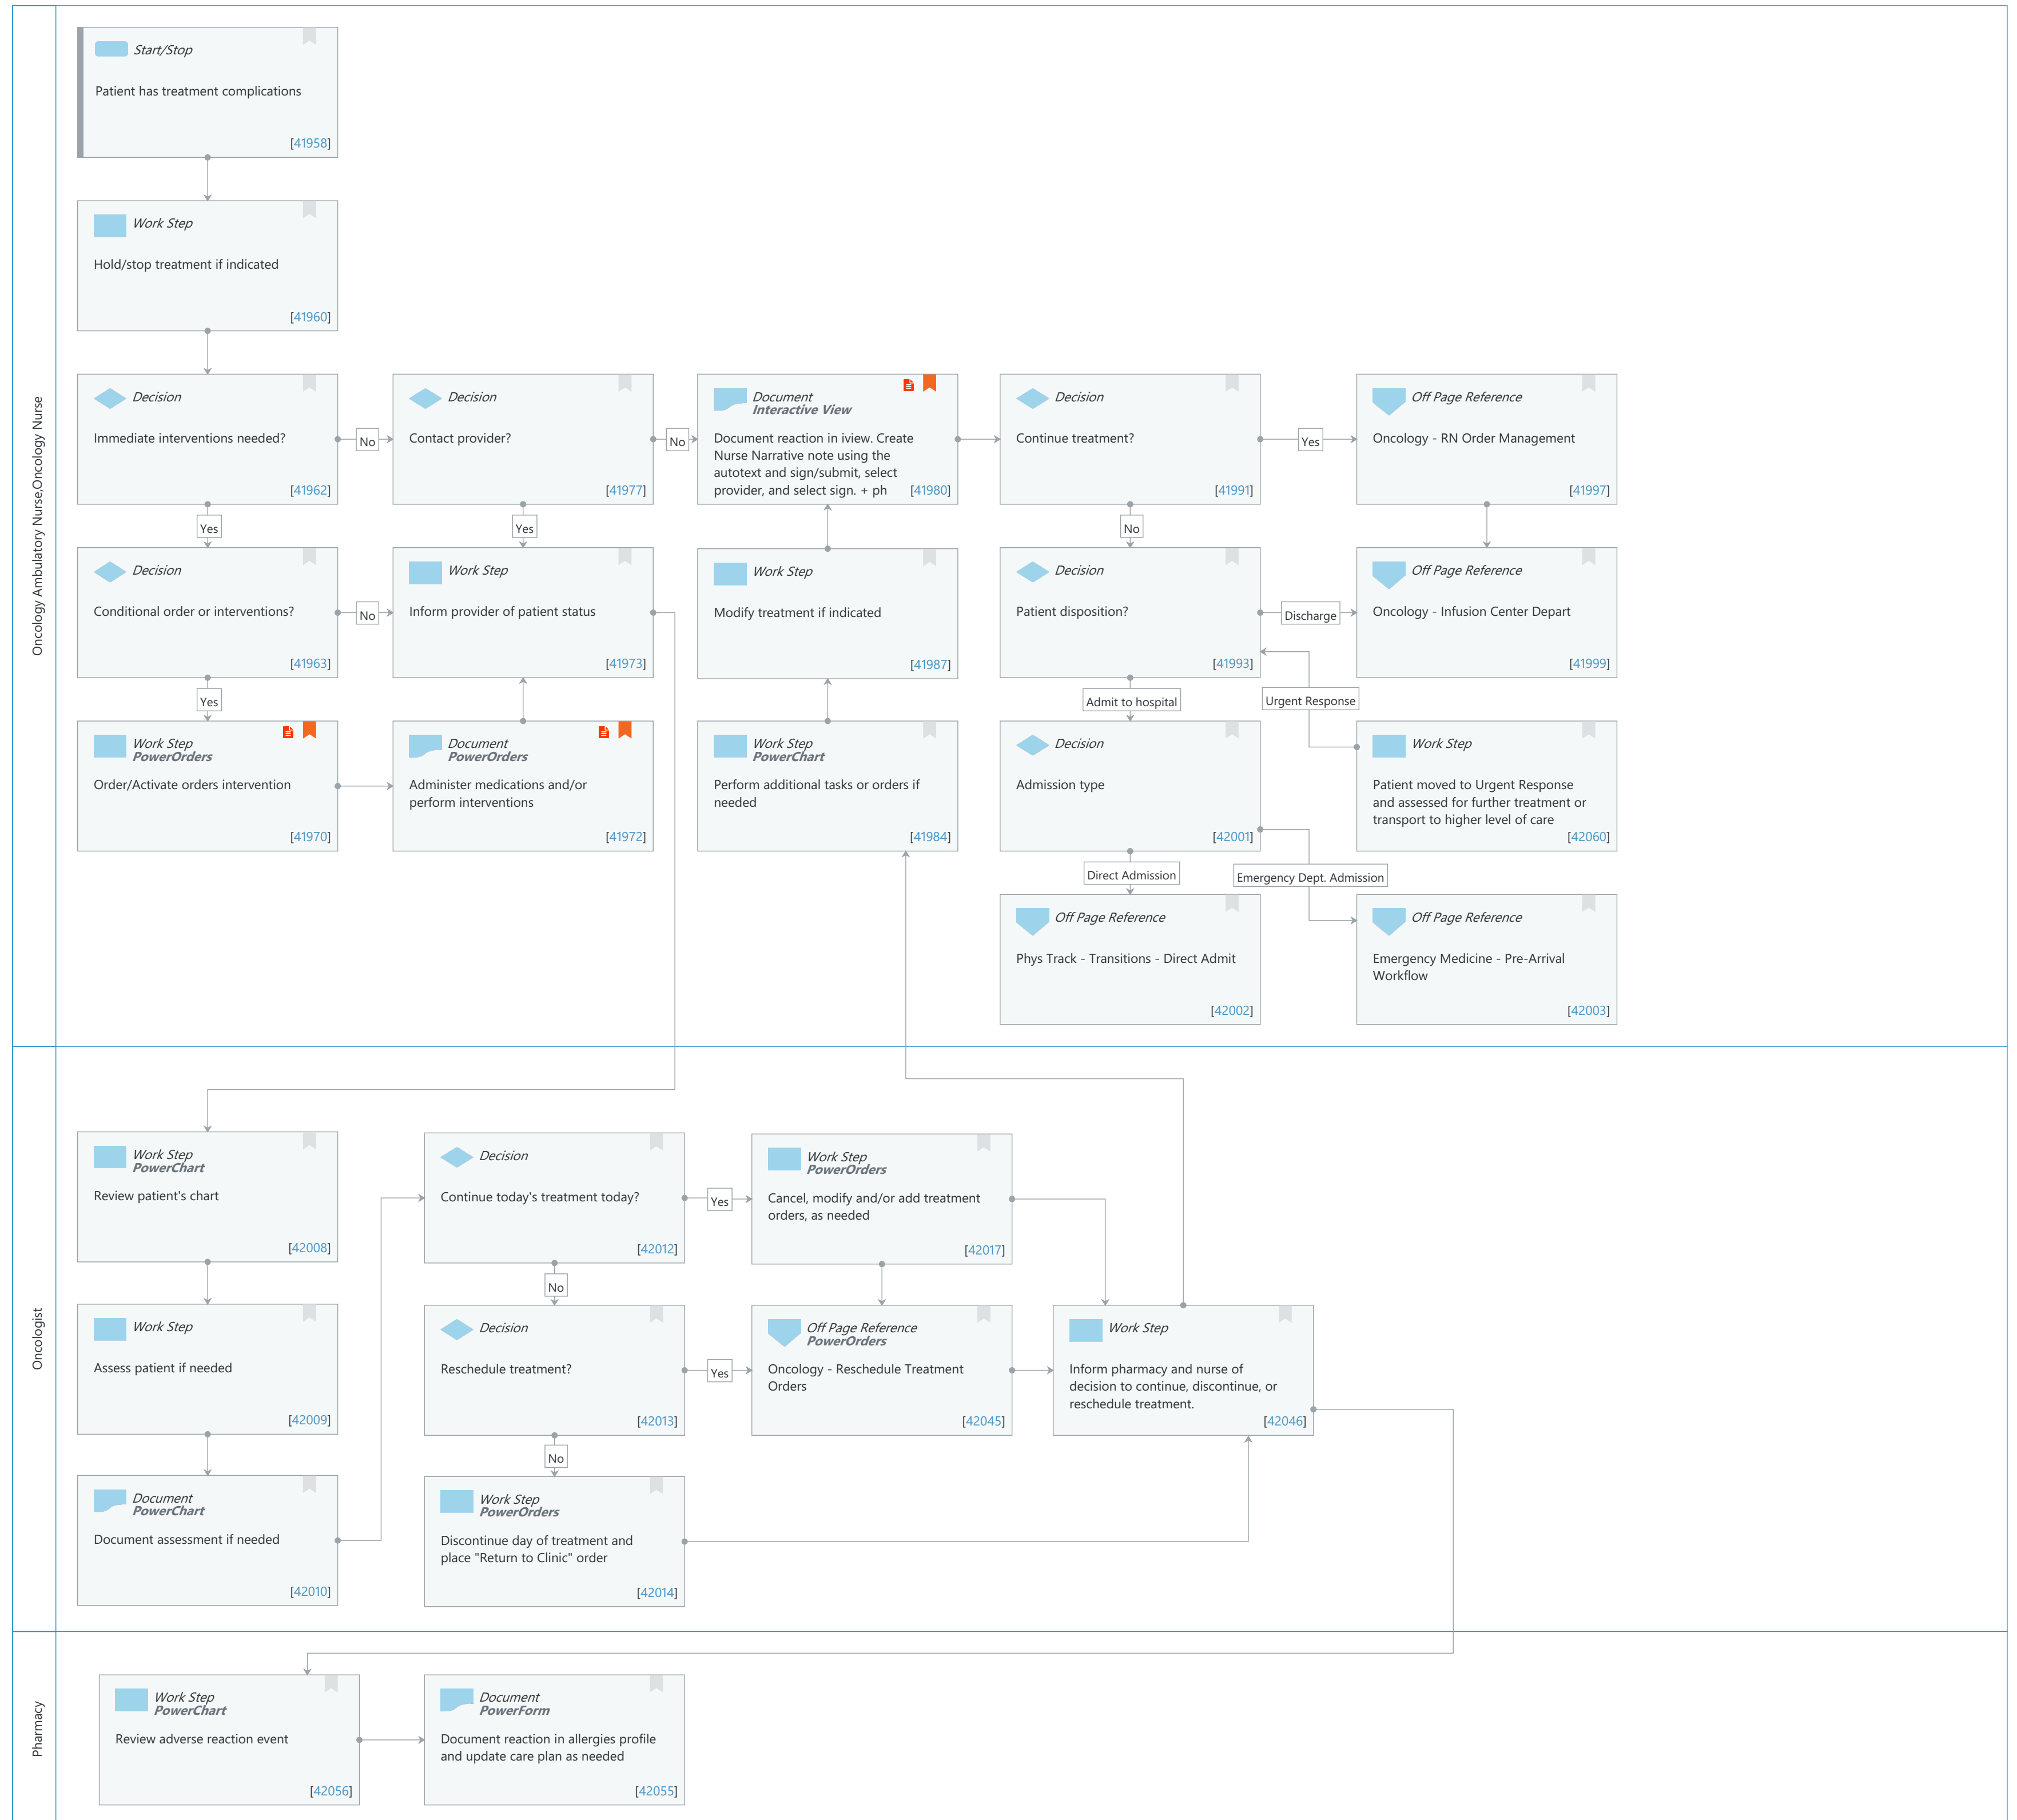 Oncology Ambulatory Nurse,Oncology Nurse
Start/Stop
Patient has treatment complications
[41958]
Work Step
Hold/stop treatment if indicated
[41960]
Decision
Immediate interventions needed?
[41962]
No
Decision
Contact provider?
[41977]
No
Document
Interactive View
Document reaction in iview. Create
Nurse Narrative note using the
autotext and sign/submit, select
provider, and select sign. + ph
[41980]
Decision
Continue treatment?
[41991]
Yes
Off Page Reference
Oncology - RN Order Management
[41997]
Yes
Yes
No
Decision
Conditional order or interventions?
[41963]
No
Work Step
Inform provider of patient status
[41973]
Work Step
Modify treatment if indicated
[41987]
Decision
Patient disposition?
[41993]
Discharge
Off Page Reference
Oncology - Infusion Center Depart
[41999]
Yes
Admit to hospital
Urgent Response
Work Step
PowerOrders
Order/Activate orders intervention
[41970]
Document
PowerOrders
Administer medications and/or
perform interventions
[41972]
Work Step
PowerChart
Perform additional tasks or orders if
needed
[41984]
Decision
Admission type
[42001]
Work Step
Patient moved to Urgent Response
and assessed for further treatment or
transport to higher level of care
[42060]
Direct Admission
Emergency Dept. Admission
Off Page Reference
Phys Track - Transitions - Direct Admit
[42002]
Off Page Reference
Emergency Medicine - Pre-Arrival
Workflow
[42003]
Oncologist
Work Step
PowerChart
Review patient's chart
[42008]
Decision
Continue today's treatment today?
[42012]
Yes
Work Step
PowerOrders
Cancel, modify and/or add treatment
orders, as needed
[42017]
No
Work Step
Assess patient if needed
[42009]
Decision
Reschedule treatment?
[42013]
Yes
Off Page Reference
PowerOrders
Oncology - Reschedule Treatment
Orders
[42045]
Work Step
Inform pharmacy and nurse of
decision to continue, discontinue, or
reschedule treatment.
[42046]
No
Document
PowerChart
Document assessment if needed
[42010]
Work Step
PowerOrders
Discontinue day of treatment and
place "Return to Clinic" order
[42014]
Pharmacy
Work Step
PowerChart
Review adverse reaction event
[42056]
Document
PowerForm
Document reaction in allergies profile
and update care plan as needed
[42055]